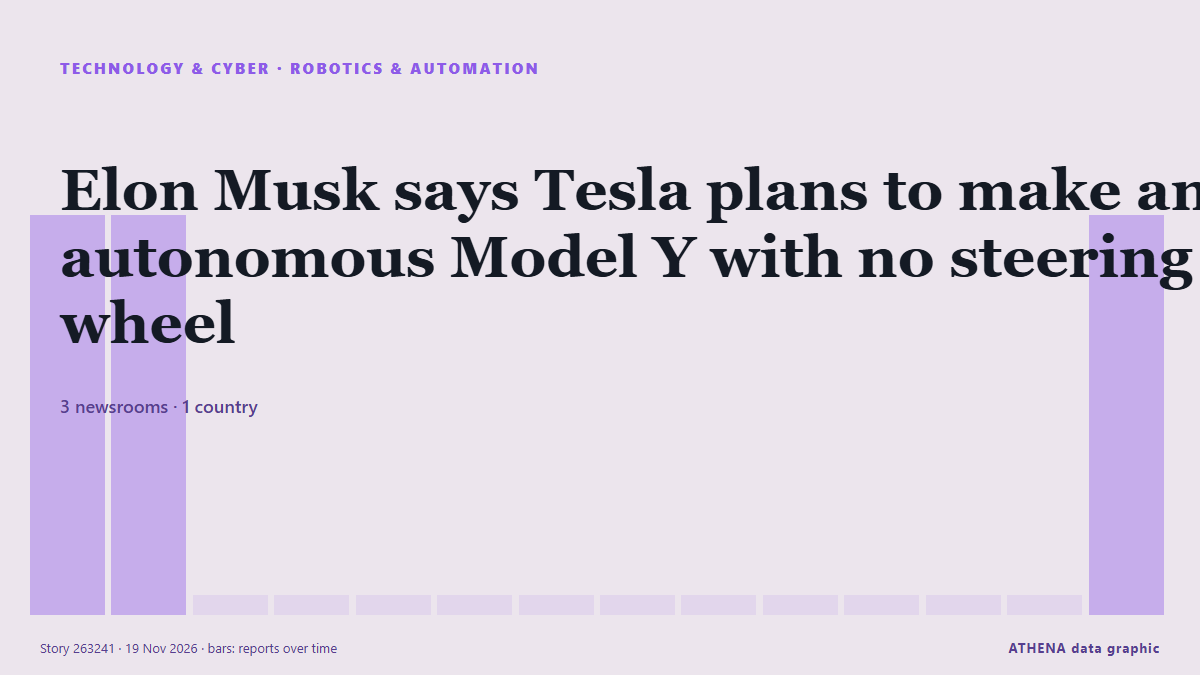 TECHNOLOGY & CYBER · ROBOTICS & AUTOMATION
Elon Musk says Tesla plans to make an
autonomous Model Y with no steering
wheel
3 newsrooms · 1 country
Story 263241 · 19 Nov 2026 · bars: reports over time
ATHENA data graphic